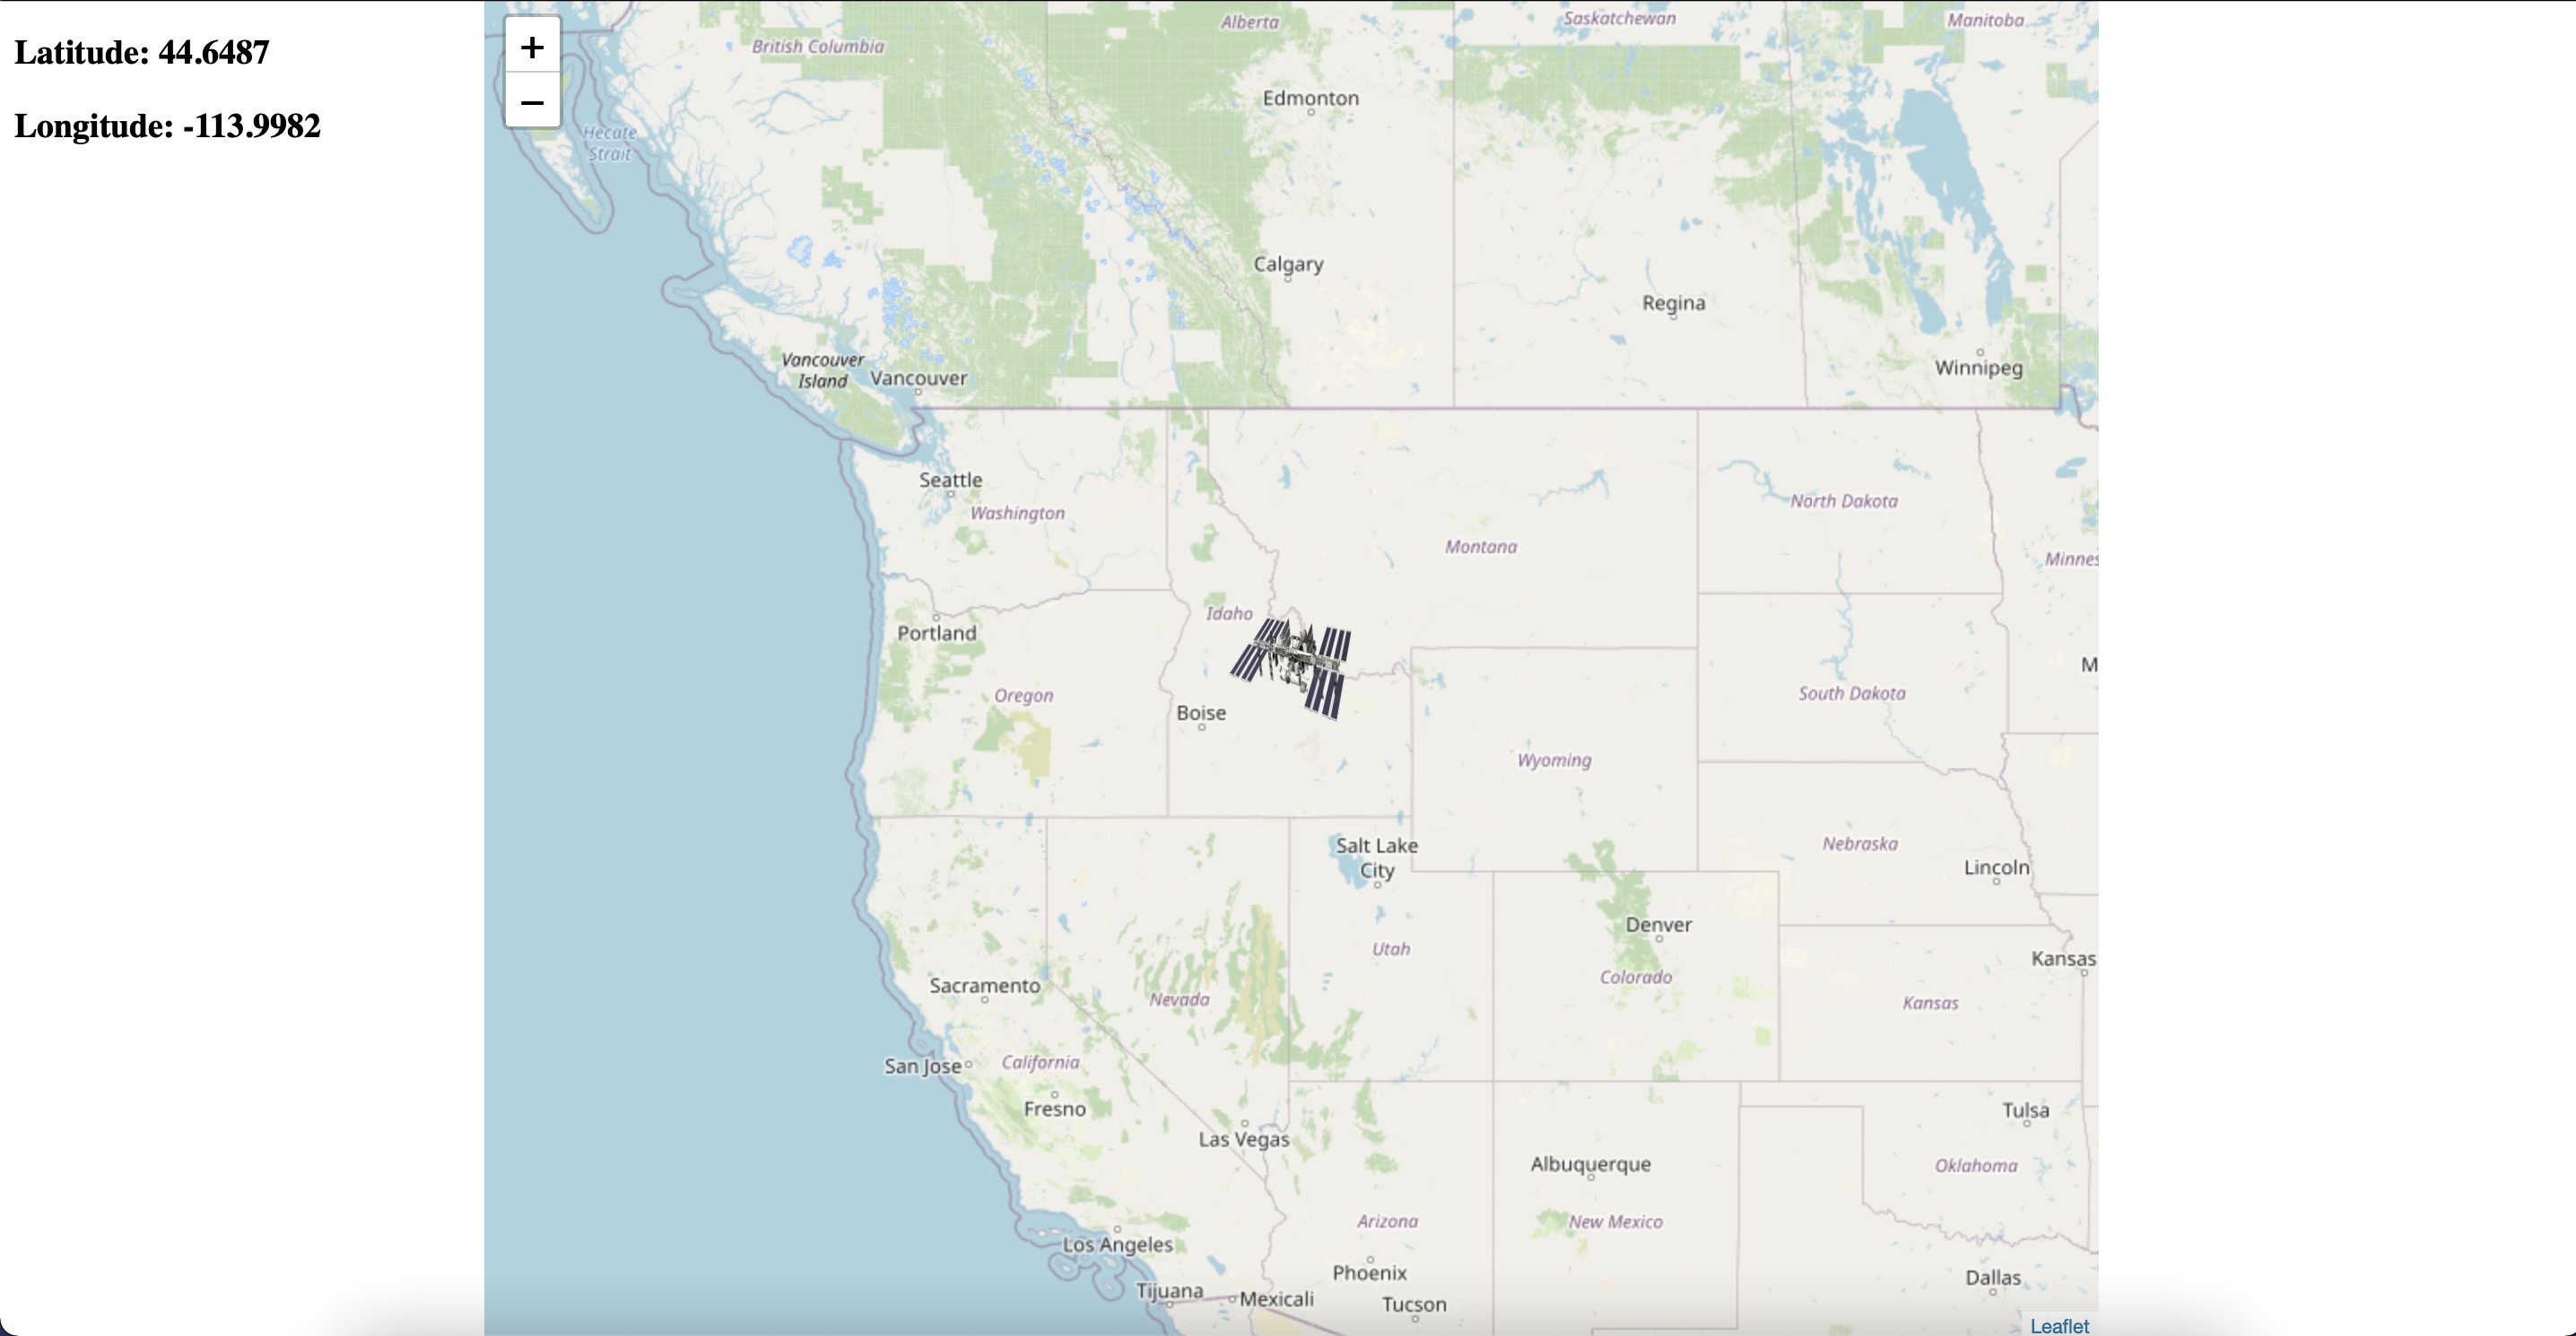 Latitude: 44.6487
Longitude: -113.9982
+
−
Alberta
Saskatchewan
Manitoba
British Columbia
Edmonton
Hecate
Strait
Calgary
Regina
Vancouver
Island
Vancouver
Winnipeg
Seattle
Washington
North Dakota
Montana
Minnes
Idaho
Portland
M
Oregon
South Dakota
Boise
Wyoming
Salt Lake
City
Nebraska
Lincoln
Denver
Utah
Kansas
Colorado
Sacramento
Nevada
Kansas
San Jose
California
Fresno
Tulsa
Las Vegas
Albuquerque
Oklahoma
Arizona
New Mexico
Los Angeles
Phoenix
Dallas
Tijuana
Mexicali
Tucson
Leaflet